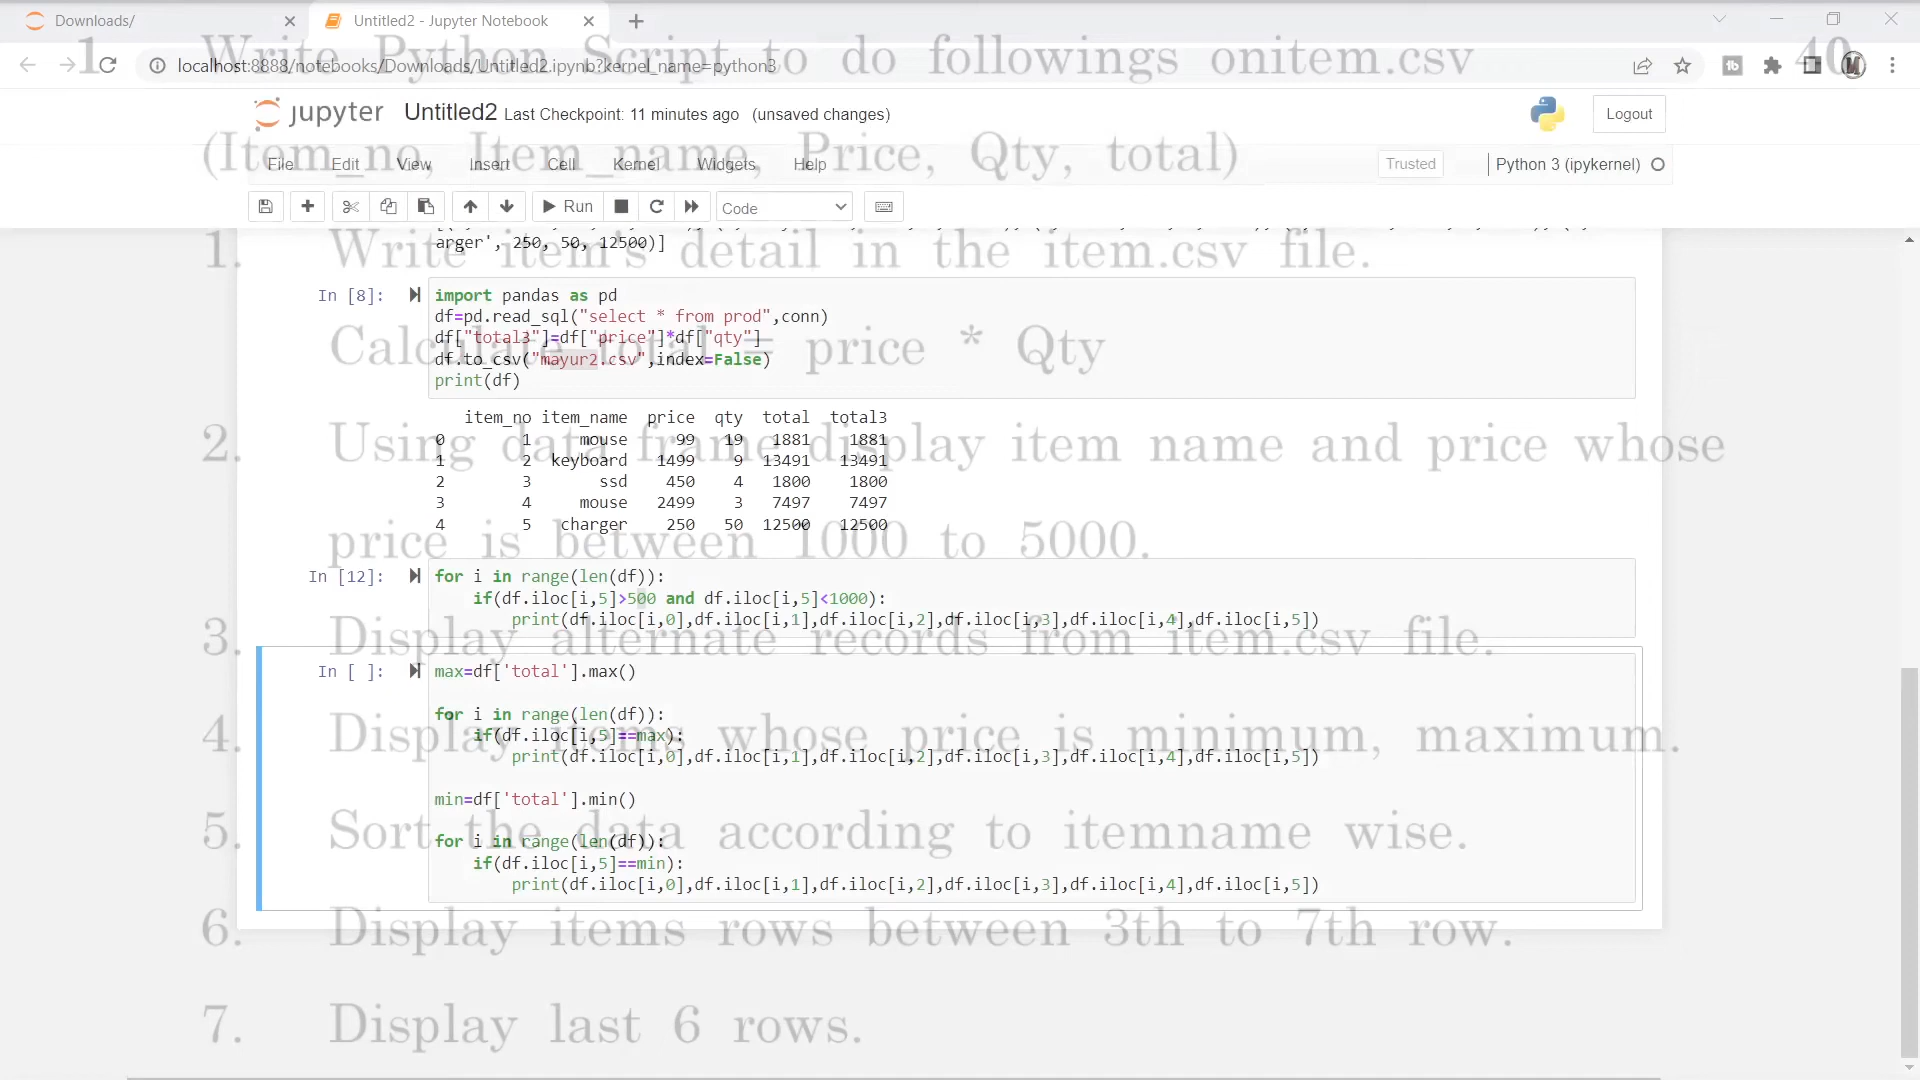 Downloads/
Untitled2 - Jupyter Notebook
localhost:8888/notebooks/Downloads/Untitled2.ipynb?kernel_name=python3
1 Write Python Script to do followings onitem.csv 40
jupyter Untitled2 Last Checkpoint: 11 minutes ago (unsaved changes)
Logout
(Item_no, Item_name, Price, Qty, total)
File Edit View Insert Cell Kernel Widgets Help
Trusted
Python 3 (ipykernel)
Run
Code
arger', 250, 50, 12500)]
1. Write item's detail in the item.csv file.
In [8]:
import pandas as pd
df=pd.read_sql("select * from prod",conn)
df["total3"]=df["price"]*df["qty"]
Calculate total = price * Qty
df.to_csv("mayur2.csv",index=False)
print(df)
item_no item_name price qty total total3
0 1 mouse 99 19 1881 1881
2. Using data frame display item name and price whose
1 2 keyboard 1499 9 13491 13491
2 3 ssd 450 4 1800 1800
3 4 mouse 2499 3 7497 7497
4 5 charger 250 50 12500 12500
price is between 1000 to 5000.
In [12]:
for i in range(len(df)):
if(df.iloc[i,5]>500 and df.iloc[i,5]<1000):
print(df.iloc[i,0],df.iloc[i,1],df.iloc[i,2],df.iloc[i,3],df.iloc[i,4],df.iloc[i,5])
3. Display alternate records from item.csv file.
In [ ]:
max=df['total'].max()
for i in range(len(df)):
if(df.iloc[i,5]==max):
4. Display items whose price is minimum, maximum.
print(df.iloc[i,0],df.iloc[i,1],df.iloc[i,2],df.iloc[i,3],df.iloc[i,4],df.iloc[i,5])
min=df['total'].min()
5. Sort the data according to itemname wise.
for i in range(len(df)):
if(df.iloc[i,5]==min):
print(df.iloc[i,0],df.iloc[i,1],df.iloc[i,2],df.iloc[i,3],df.iloc[i,4],df.iloc[i,5])
6. Display items rows between 3th to 7th row.
7. Display last 6 rows.